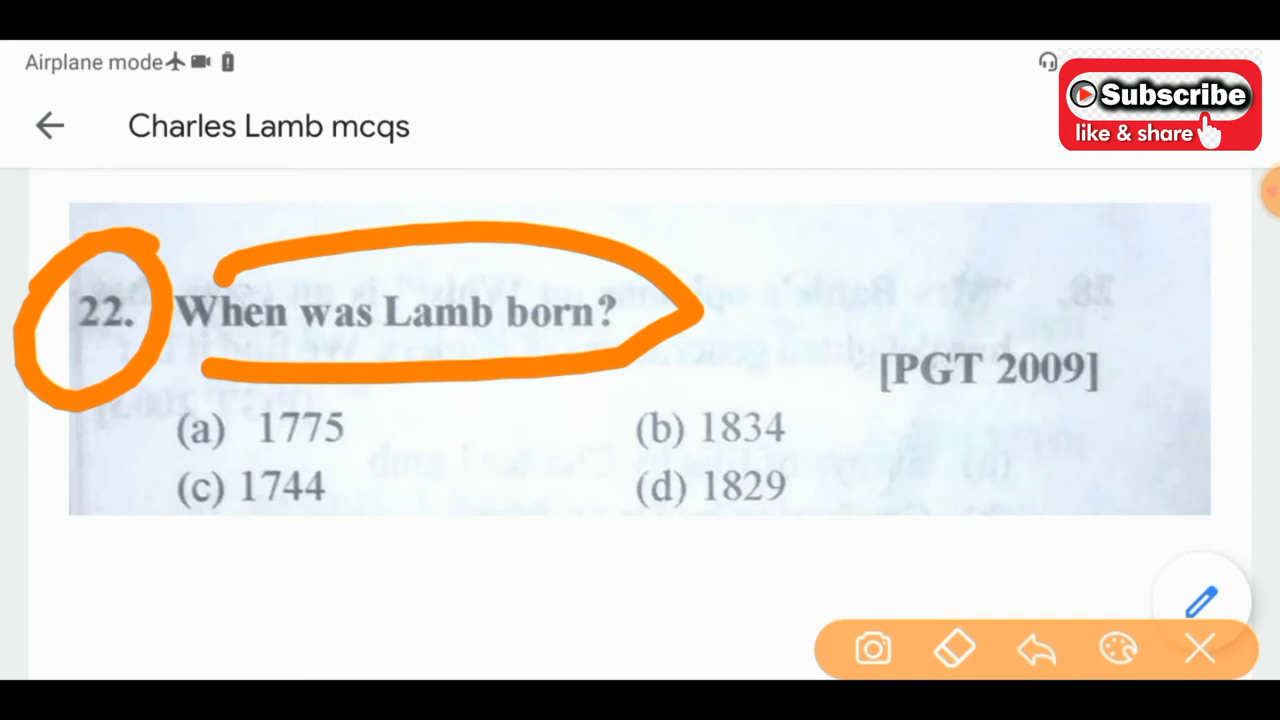 Airplane mode
Subscribe
like & share
Charles Lamb mcqs
22. When was Lamb born?
[PGT 2009]
(a) 1775 (b) 1834
(c) 1744 (d) 1829